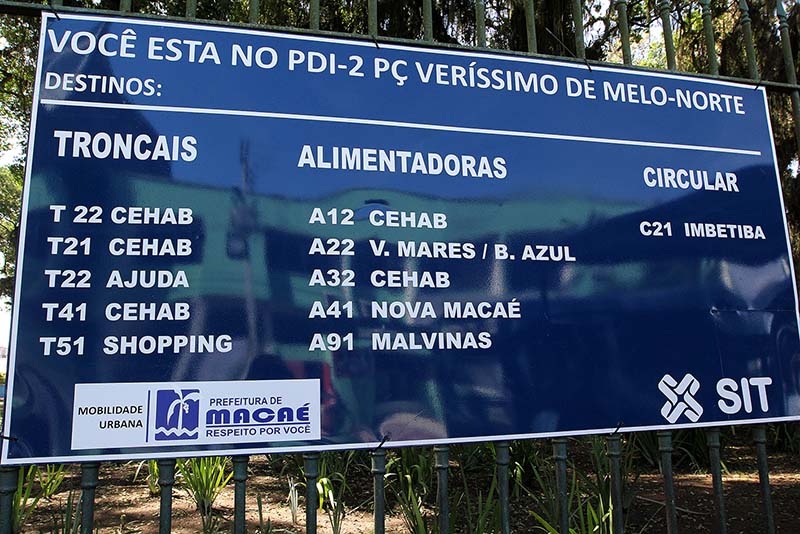 VOCÊ ESTA NO PDI-2 PÇ VERÍSSIMO DE MELO-NORTE
DESTINOS:
TRONCAIS
T 22 CEHAB
T21 CEHAB
T22 AJUDA
T41 CEHAB
T51 SHOPPING
ALIMENTADORAS
A12 CEHAB
A22 V. MARES / B. AZUL
A32 CEHAB
A41 NOVA MACAÉ
A91 MALVINAS
CIRCULAR
C21 IMBETIBA
MOBILIDADE
URBANA
PREFEITURA DE
MACAÉ
RESPEITO POR VOCÊ
SIT